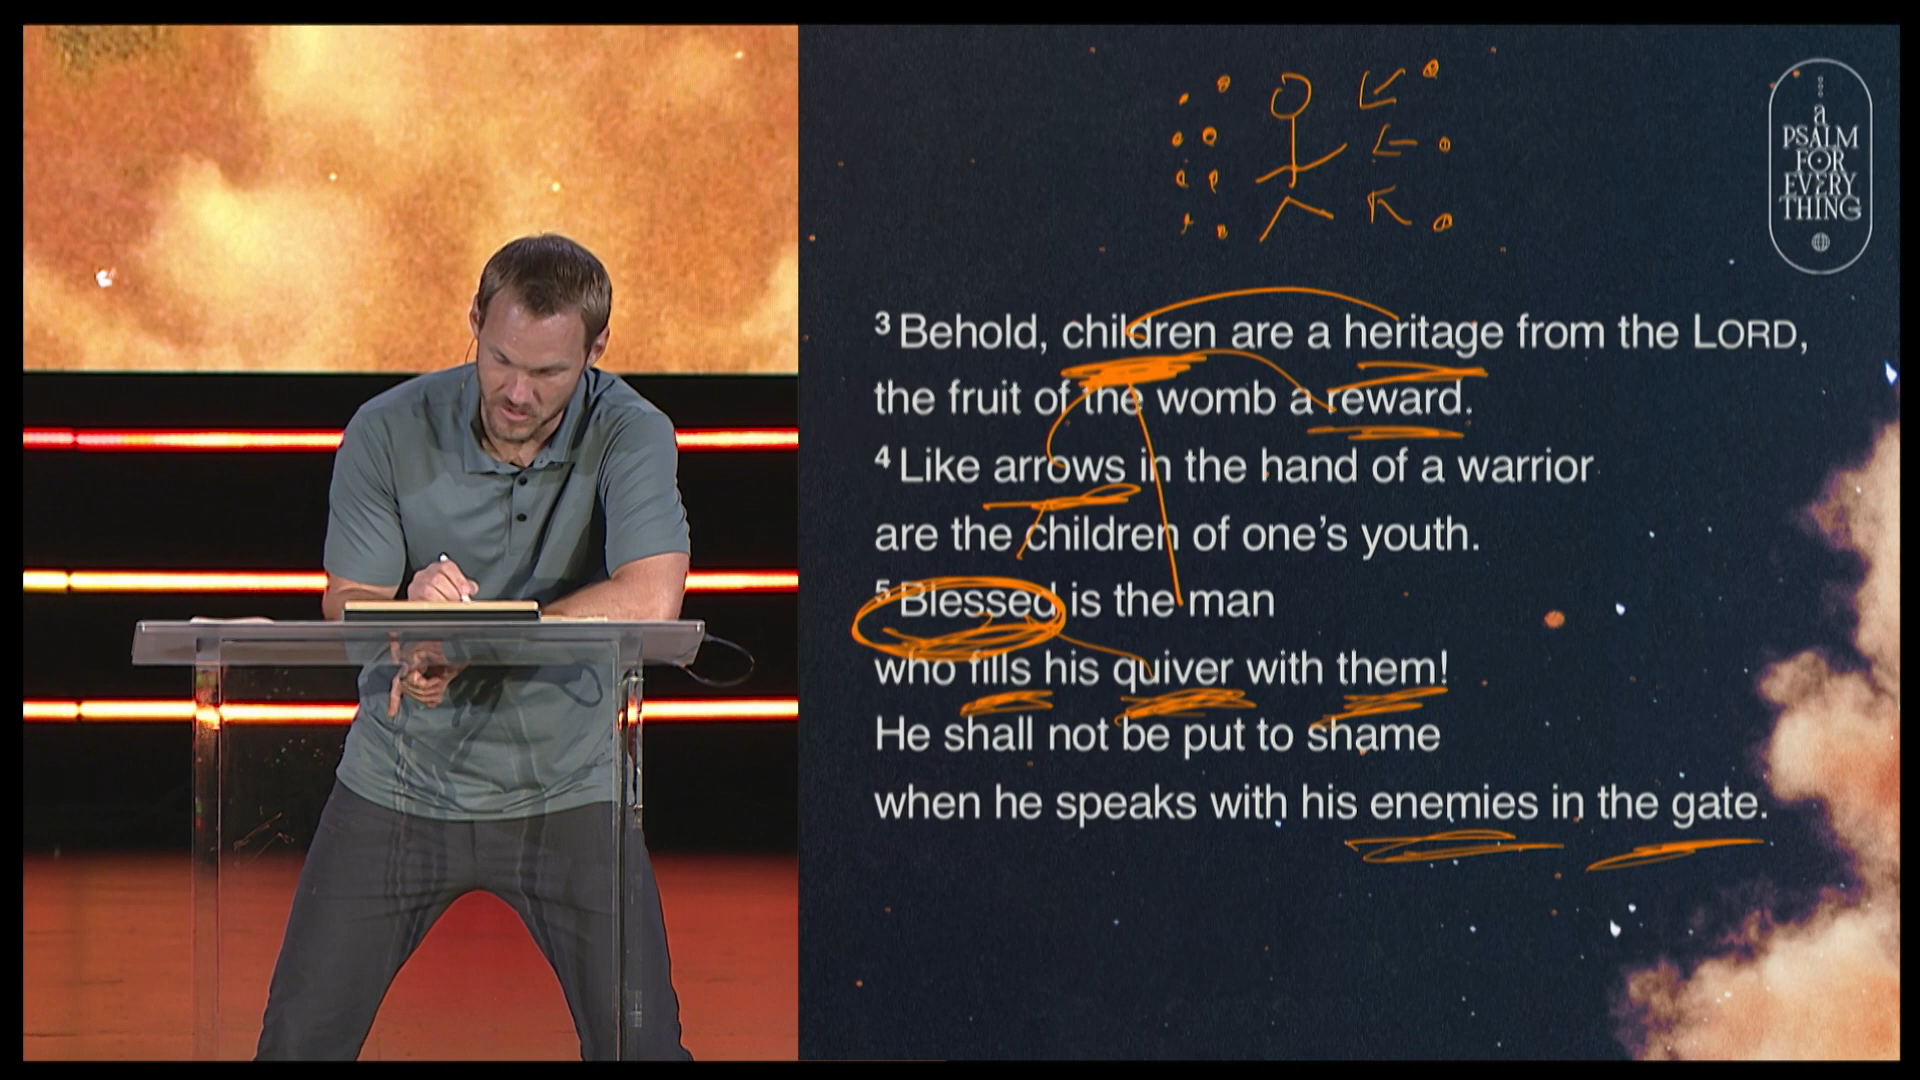 a
PSALM
FOR
EVERY
THING
3 Behold, children are a heritage from the LORD,
the fruit of the womb a reward.
4 Like arrows in the hand of a warrior
are the children of one’s youth.
5 Blessed is the man
who fills his quiver with them!
He shall not be put to shame
when he speaks with his enemies in the gate.